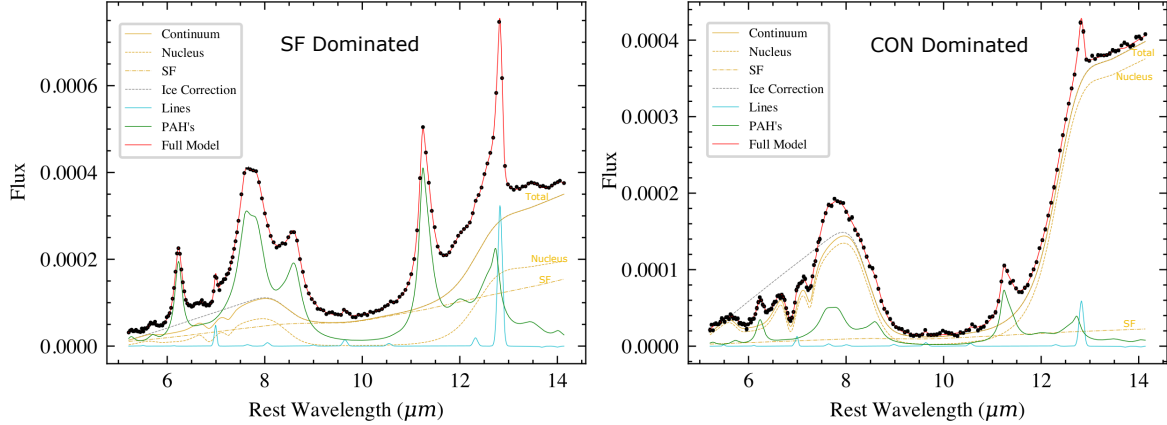 SF Dominated
Continuum
Nucleus
SF
Ice Correction
Lines
PAH's
Full Model
Total
Nucleus
SF
Flux
0.0006
0.0004
0.0002
0.0000
6
8
10
12
14
Rest Wavelength (μm)
CON Dominated
Continuum
Nucleus
SF
Ice Correction
Lines
PAH's
Full Model
Total
Nucleus
SF
Flux
0.0004
0.0003
0.0002
0.0001
0.0000
6
8
10
12
14
Rest Wavelength (μm)